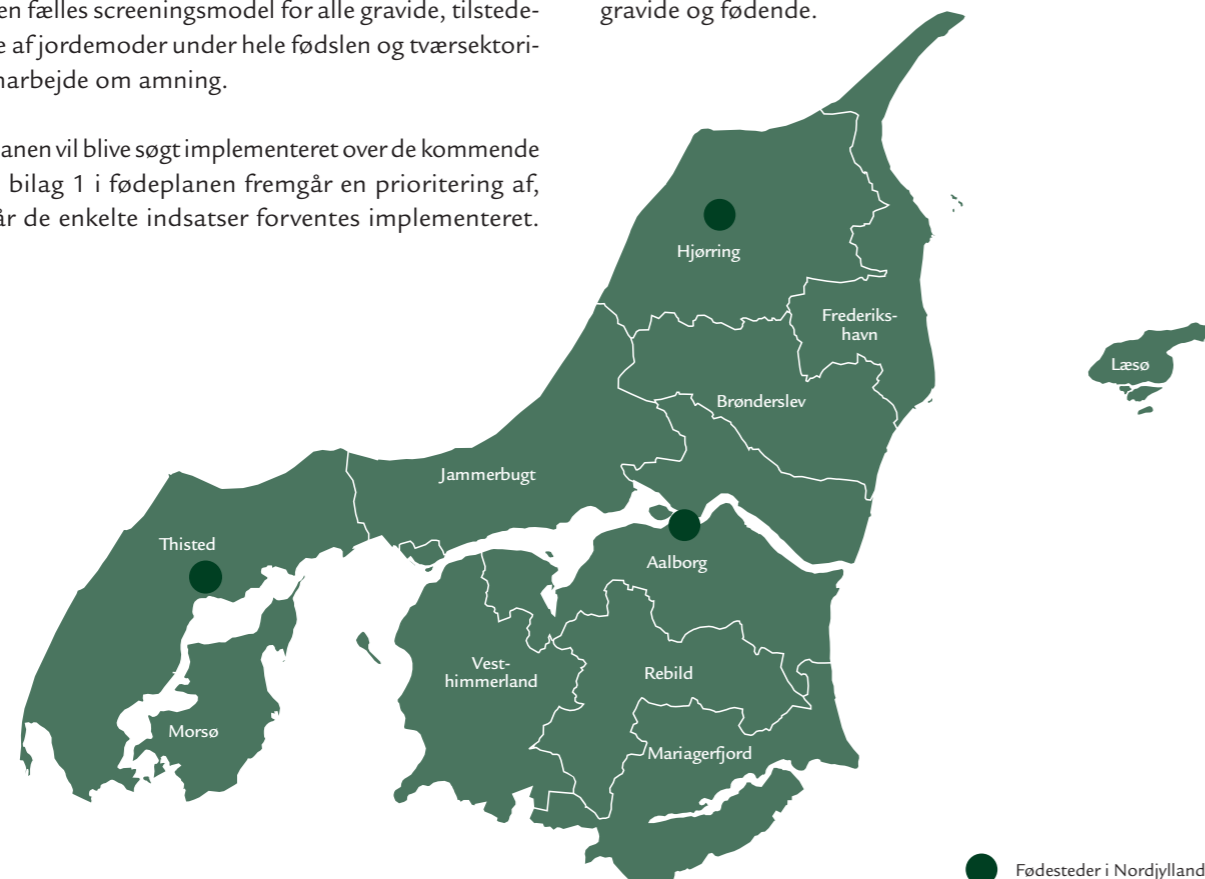 en fælles screeningsmodel for alle gravide, tilstede-
e af jordemoder under hele fødslen og tværsektori-
marbejde om amning.
anen vil blive søgt implementeret over de kommende
bilag 1 i fødeplanen fremgår en prioritering af,
år de enkelte indsatser forventes implementeret.
gravide og fødende.
Hjørring
Frederiks-
havn
Læsø
Brønderslev
Jammerbugt
Thisted
Aalborg
Vest-
himmerland
Rebild
Morsø
Mariagerfjord
Fødesteder i Nordjylland